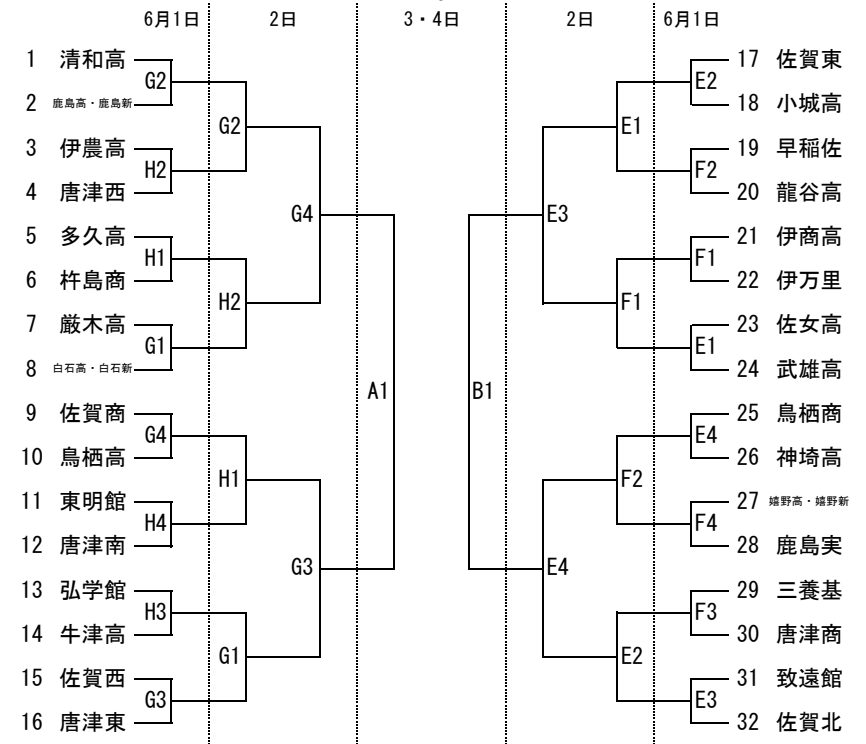 6月1日 2日 3・4日 2日 6月1日
1 清和高 17 佐賀東
G2 E2
2 鹿島高・鹿島新 18 小城高
G2 E1
3 伊農高 19 早稲佐
H2 F2
4 唐津西 20 龍谷高
G4 E3
5 多久高 21 伊商高
H1 F1
6 杵島商 22 伊万里
H2 F1
7 厳木高 23 佐女高
G1 E1
8 白石高・白石新 24 武雄高
A1 B1
9 佐賀商 25 鳥栖商
G4 E4
10 鳥栖高 26 神埼高
H1 F2
11 東明館 27 嬉野高・嬉野新
H4 F4
12 唐津南 28 鹿島実
G3 E4
13 弘学館 29 三養基
H3 F3
14 牛津高 30 唐津商
G1 E2
15 佐賀西 31 致遠館
G3 E3
16 唐津東 32 佐賀北